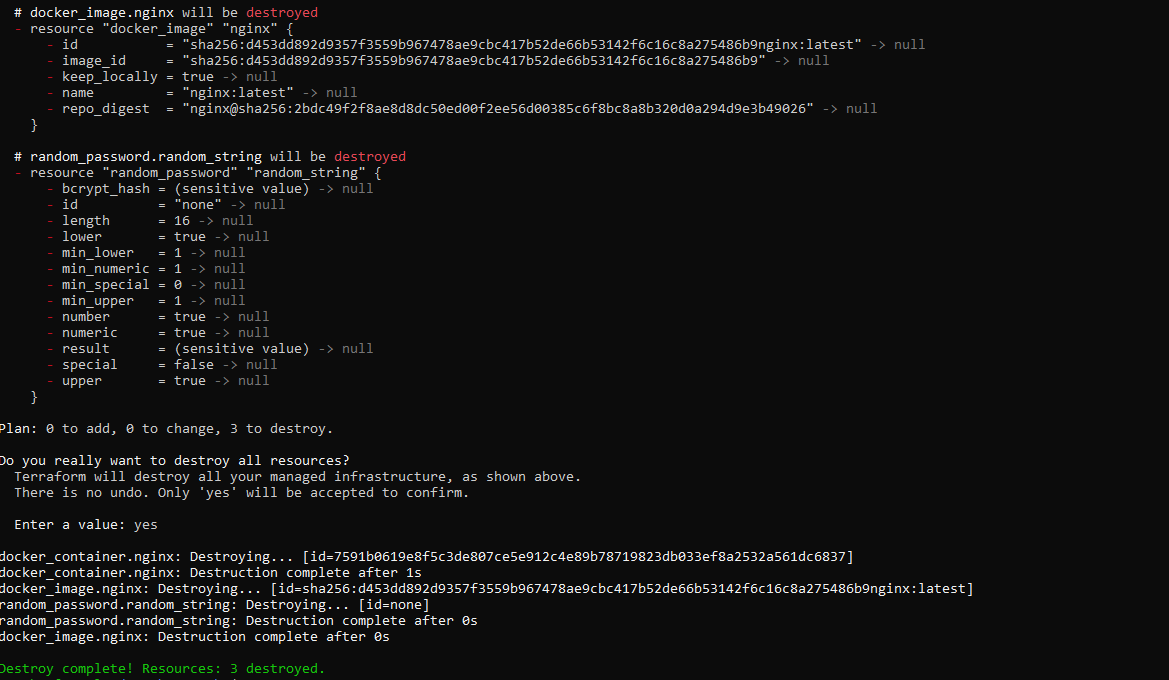 # docker_image.nginx will be destroyed
- resource "docker_image" "nginx" {
- id = "sha256:d453dd892d9357f3559b967478ae9cbc417b52de66b53142f6c16c8a275486b9nginx:latest" -> null
- image_id = "sha256:d453dd892d9357f3559b967478ae9cbc417b52de66b53142f6c16c8a275486b9" -> null
- keep_locally = true -> null
- name = "nginx:latest" -> null
- repo_digest = "nginx@sha256:2bdc49f2f8ae8d8dc50ed00f2ee56d00385c6f8bc8a8b320d0a294d9e3b49026" -> null
}
# random_password.random_string will be destroyed
- resource "random_password" "random_string" {
- bcrypt_hash = (sensitive value) -> null
- id = "none" -> null
- length = 16 -> null
- lower = true -> null
- min_lower = 1 -> null
- min_numeric = 1 -> null
- min_special = 0 -> null
- min_upper = 1 -> null
- number = true -> null
- numeric = true -> null
- result = (sensitive value) -> null
- special = false -> null
- upper = true -> null
}
Plan: 0 to add, 0 to change, 3 to destroy.
Do you really want to destroy all resources?
Terraform will destroy all your managed infrastructure, as shown above.
There is no undo. Only 'yes' will be accepted to confirm.
Enter a value: yes
docker_container.nginx: Destroying... [id=7591b0619e8f5c3de807ce5e912c4e89b78719823db033ef8a2532a561dc6837]
docker_container.nginx: Destruction complete after 1s
docker_image.nginx: Destroying... [id=sha256:d453dd892d9357f3559b967478ae9cbc417b52de66b53142f6c16c8a275486b9nginx:latest]
random_password.random_string: Destroying... [id=none]
random_password.random_string: Destruction complete after 0s
docker_image.nginx: Destruction complete after 0s
Destroy complete! Resources: 3 destroyed.